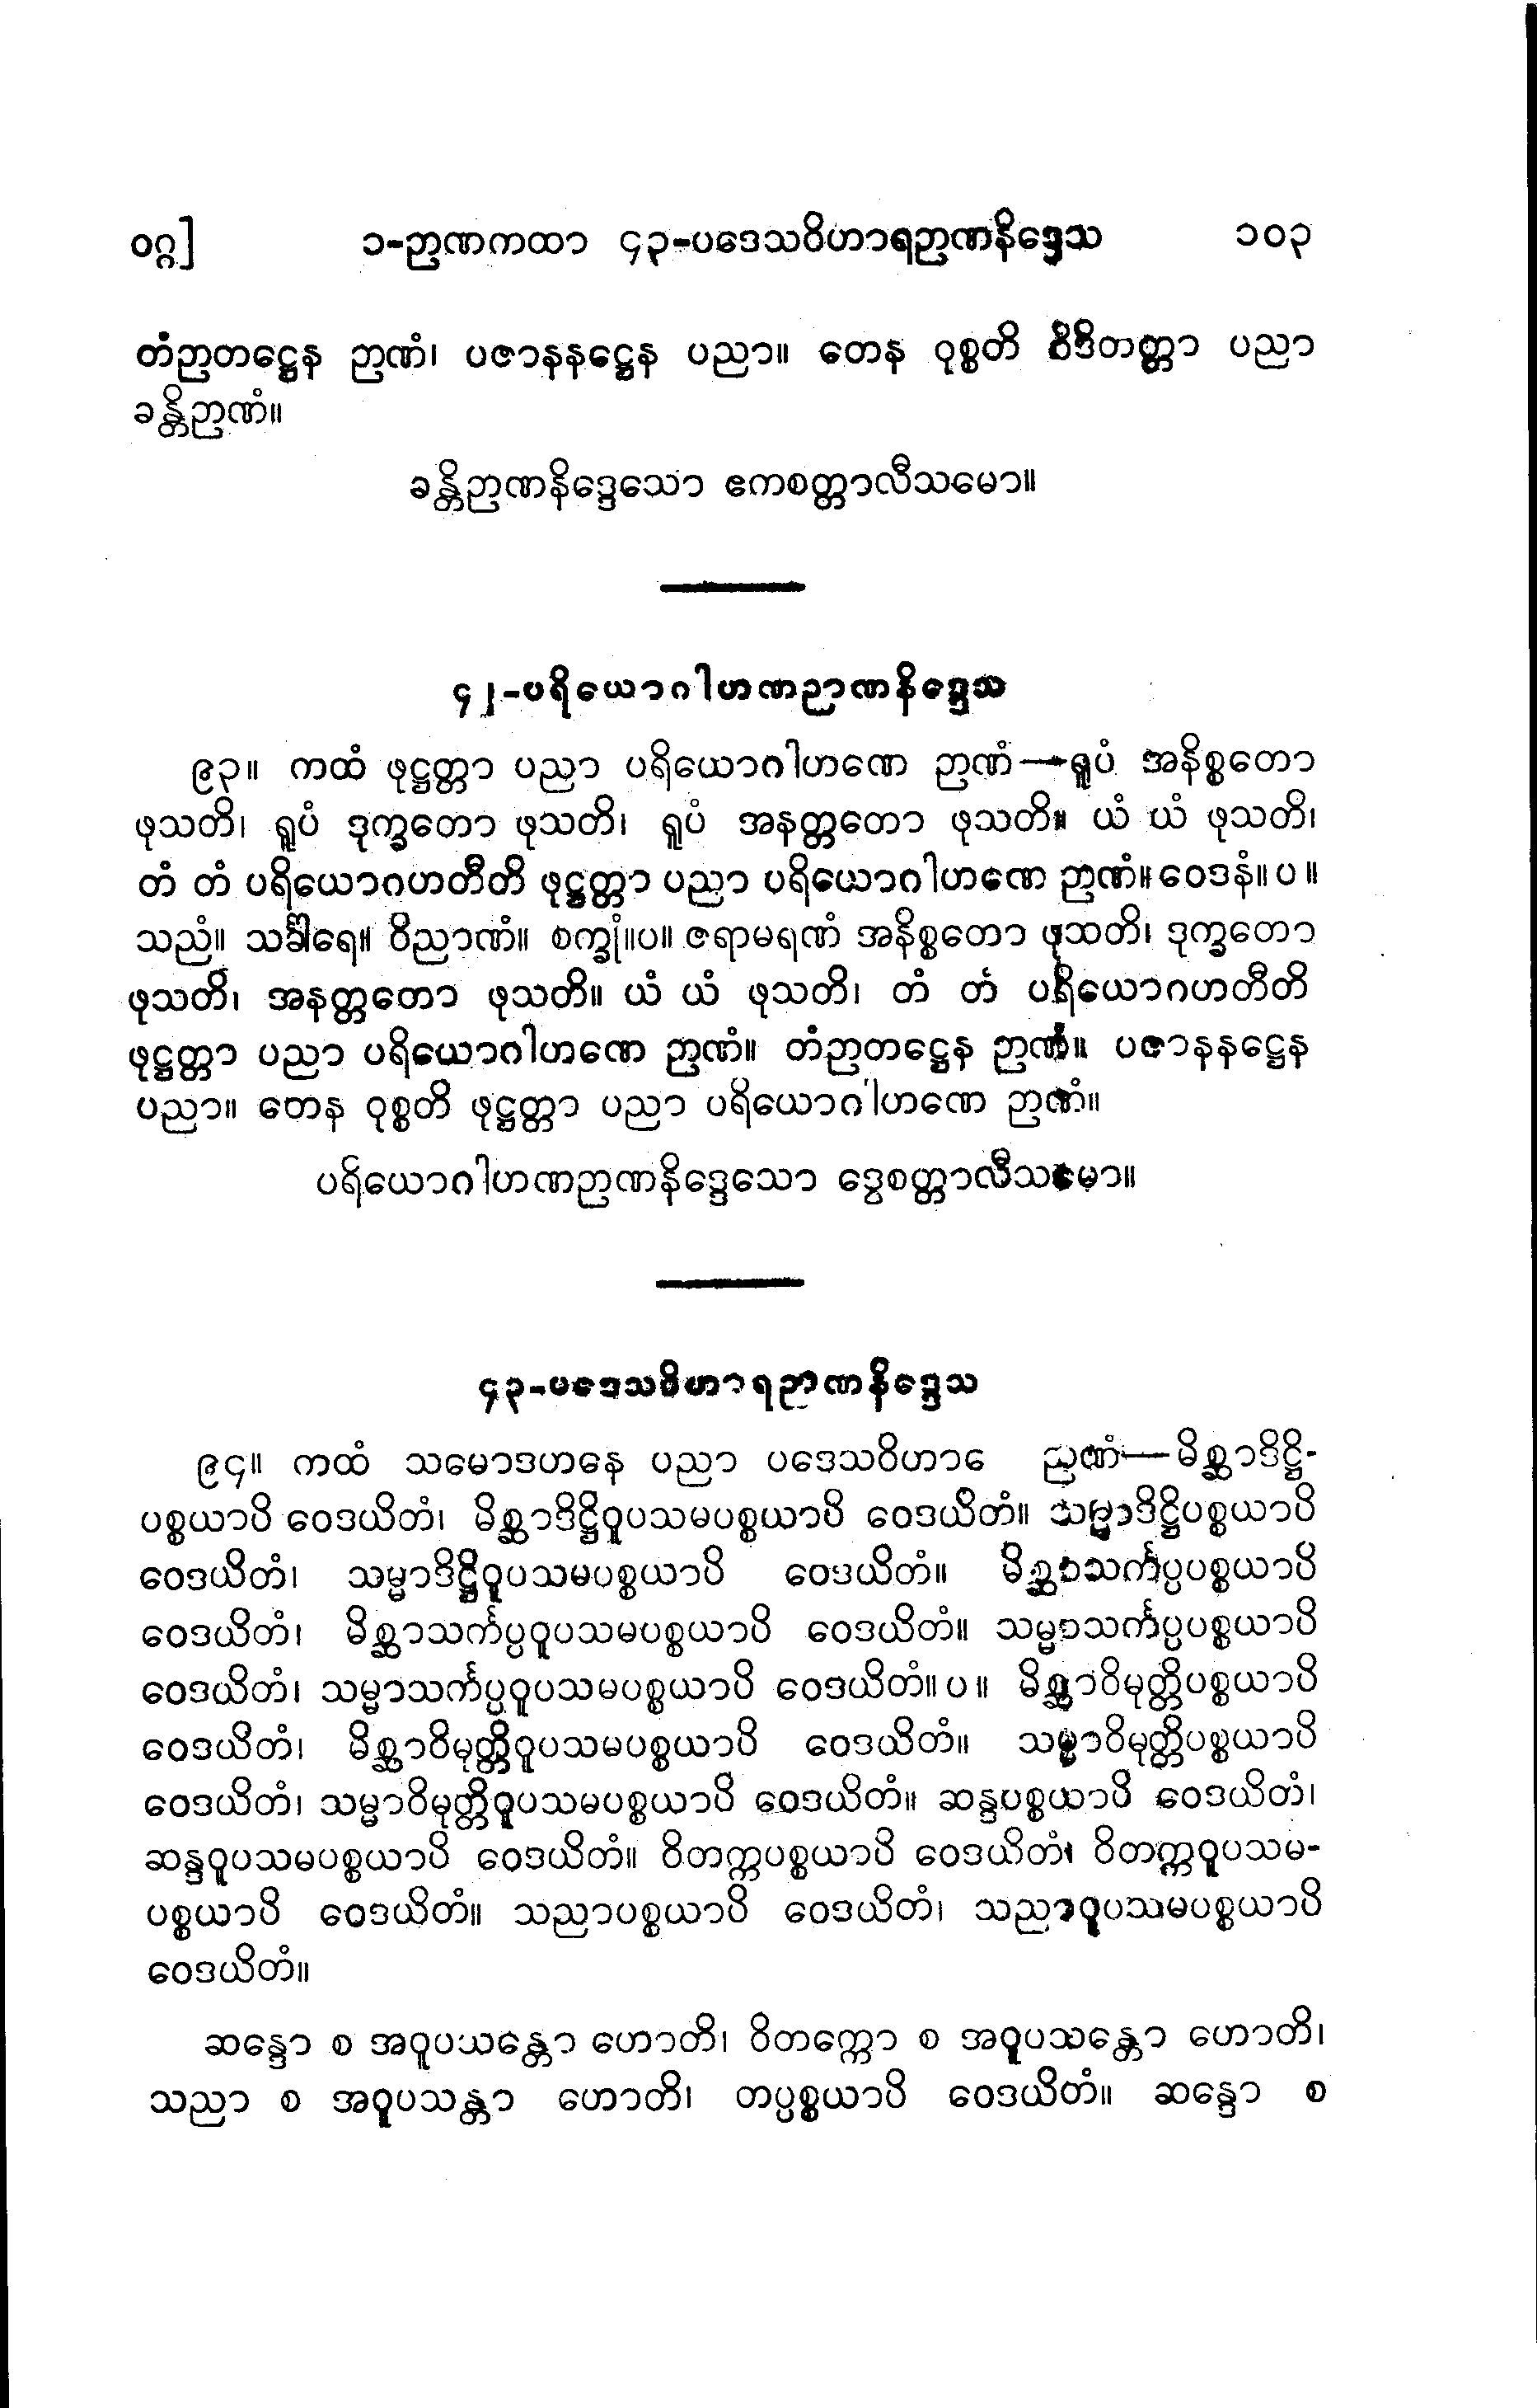 ဝဂ္ဂ] ၁-ဉာဏကထာ ၄၃-ပဒေသဝိဟာရဉာဏနိဒ္ဒေသ ၁၀၃
တံဉာတဋ္ဌေန ဉာဏံ၊ ပဇာနနဋ္ဌေန ပညာ။ တေန ဝုစ္စတိ ဝိဒိတတ္တာ ပညာ
ခန္တိဉာဏံ။
ခန္တိဉာဏနိဒ္ဒေသော ဧကစတ္တာလီသမော။
၄၂-ပရိယောဂါဟဏဉာဏနိဒ္ဒေသ
၉၃။ ကထံ ဖုဋ္ဌတ္တာ ပညာ ပရိယောဂါဟဏေ ဉာဏံ—ရူပံ အနိစ္စတော
ဖုသတိ၊ ရူပံ ဒုက္ခတော ဖုသတိ၊ ရူပံ အနတ္တတော ဖုသတိ။ ယံ ယံ ဖုသတိ၊
တံ တံ ပရိယောဂဟတီတိ ဖုဋ္ဌတ္တာ ပညာ ပရိယောဂါဟဏေ ဉာဏံ။ ဝေဒနံ။ ပ ။
သညံ။ သင်္ခါရေ။ ဝိညာဏံ။ စက္ခုံ။ပ။ ဇရာမရဏံ အနိစ္စတော ဖုသတိ၊ ဒုက္ခတော
ဖုသတိ၊ အနတ္တတော ဖုသတိ။ ယံ ယံ ဖုသတိ၊ တံ တံ ပရိယောဂဟတီတိ
ဖုဋ္ဌတ္တာ ပညာ ပရိယောဂါဟဏေ ဉာဏံ။ တံဉာတဋ္ဌေန ဉာဏံ။ ပဇာနနဋ္ဌေန
ပညာ။ တေန ဝုစ္စတိ ဖုဋ္ဌတ္တာ ပညာ ပရိယောဂါဟဏေ ဉာဏံ။
ပရိယောဂါဟဏဉာဏနိဒ္ဒေသော ဒွေစတ္တာလီသမော။
၄၃-ပဒေသဝိဟာရဉာဏနိဒ္ဒေသ
၉၄။ ကထံ သမောဒဟနေ ပညာ ဉာဏံ—မိစ္ဆာဒိဋ္ဌိ-
ပစ္စယာပိ ဝေဒယိတံ၊ မိစ္ဆာဒိဋ္ဌိဝူပသမပစ္စယာပိ ဝေဒယိတံ။ သမ္မာဒိဋ္ဌိပစ္စယာပိ
ဝေဒယိတံ၊ သမ္မာဒိဋ္ဌိဝူပသမပစ္စယာပိ ဝေဒယိတံ။ မိစ္ဆာသင်္ကပ္ပပစ္စယာပိ
ဝေဒယိတံ၊ မိစ္ဆာသင်္ကပ္ပဝူပသမပစ္စယာပိ ဝေဒယိတံ။ သမ္မာသင်္ကပ္ပပစ္စယာပိ
ဝေဒယိတံ၊ သမ္မာသင်္ကပ္ပဝူပသမပစ္စယာပိ ဝေဒယိတံ။ ပ ။ မိစ္ဆာဝိမုတ္တိပစ္စယာပိ
ဝေဒယိတံ၊ မိစ္ဆာဝိမုတ္တိဝူပသမပစ္စယာပိ ဝေဒယိတံ။ သမ္မာဝိမုတ္တိပစ္စယာပိ
ဝေဒယိတံ၊ သမ္မာဝိမုတ္တိဝူပသမပစ္စယာပိ ဝေဒယိတံ။ ဆန္ဒပစ္စယာပိ ဝေဒယိတံ၊
ဆန္ဒဝူပသမပစ္စယာပိ ဝေဒယိတံ။ ဝိတက္ကပစ္စယာပိ ဝေဒယိတံ၊ ဝိတက္ကဝူပသမ-
ပစ္စယာပိ ဝေဒယိတံ။ သညာပစ္စယာပိ ဝေဒယိတံ၊ သညာဝူပသမပစ္စယာပိ
ဝေဒယိတံ။
ဆန္ဒော စ အဝူပသန္တော ဟောတိ၊ ဝိတက္ကော စ အဝူပသန္တော ဟောတိ၊
သညာ စ အဝူပသန္တာ ဟောတိ၊ တပ္ပစ္စယာပိ ဝေဒယိတံ။ ဆန္ဒော စ